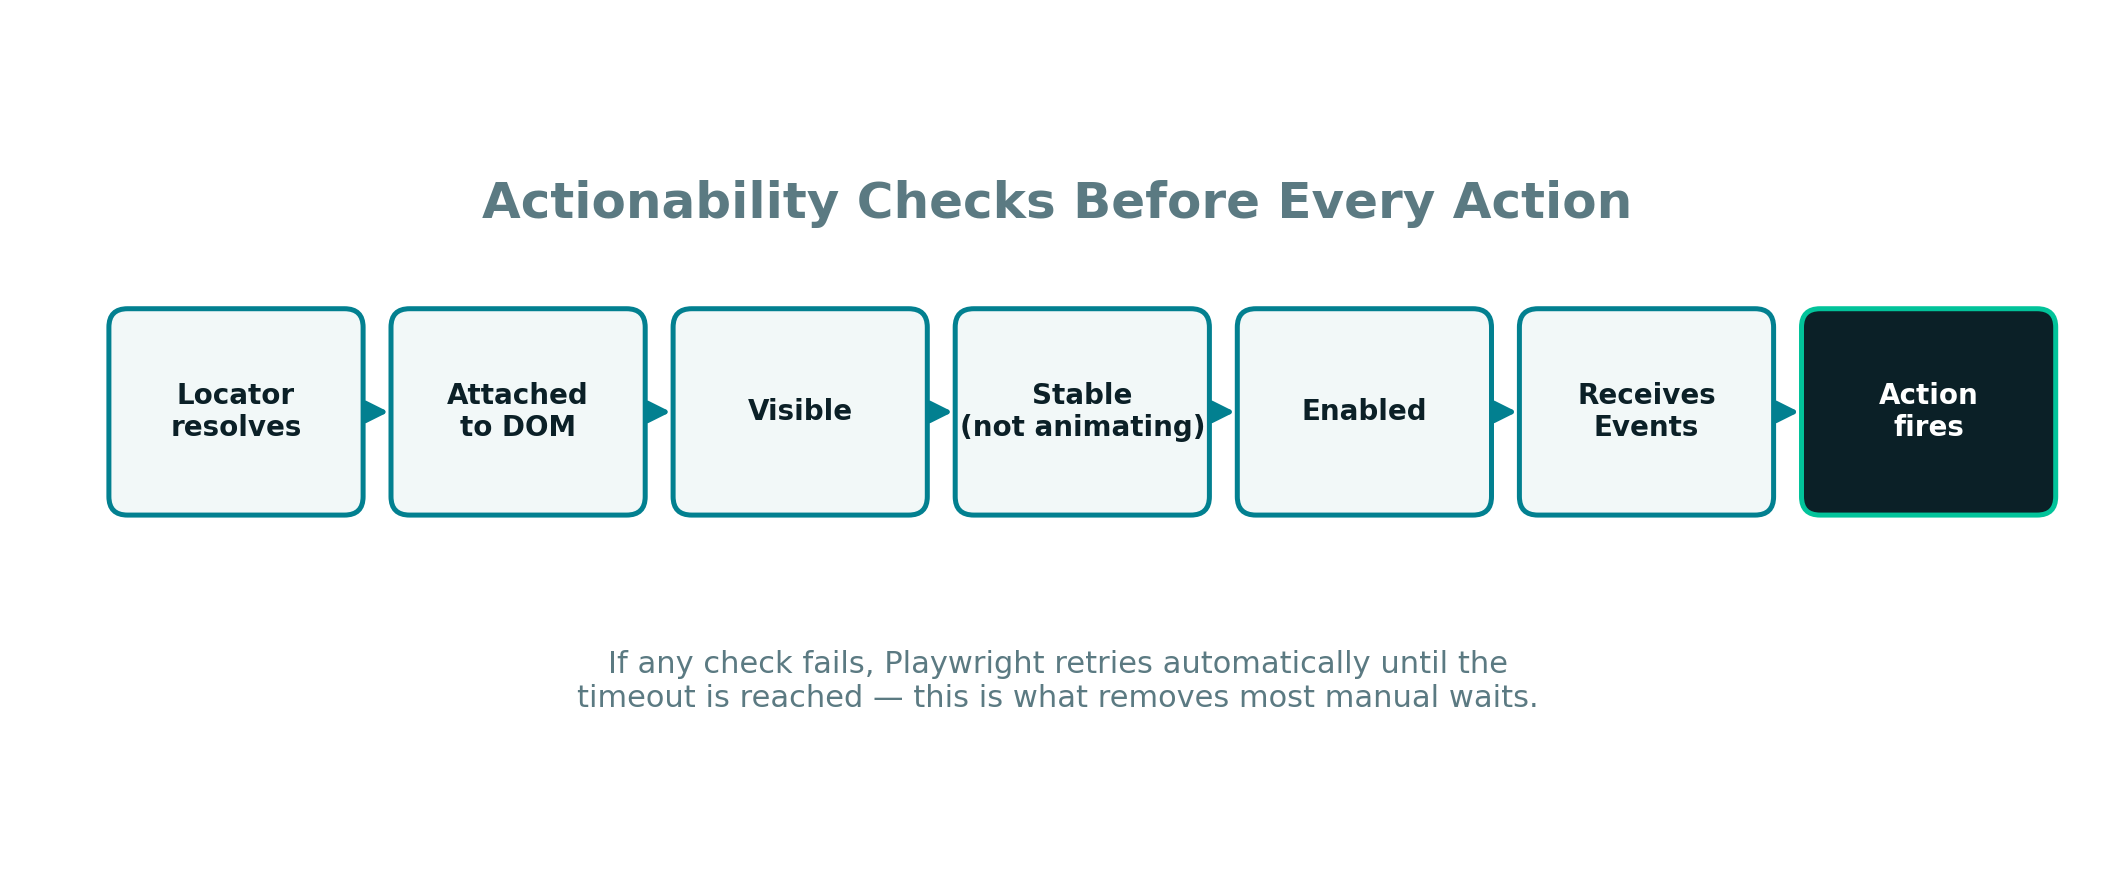 Actionability Checks Before Every Action
Locator
resolves
Attached
to DOM
Visible
Stable
(not animating)
Enabled
Receives
Events
Action
fires
If any check fails, Playwright retries automatically until the
timeout is reached — this is what removes most manual waits.